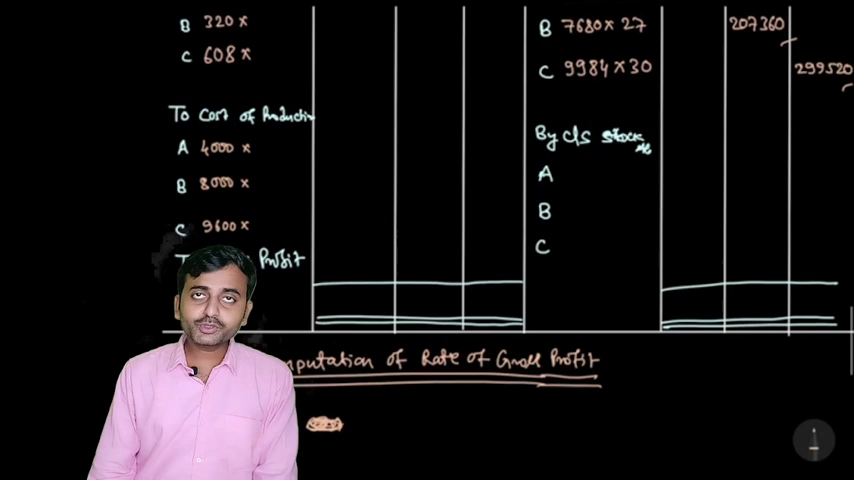 B 320 x
C 608 x
To Cost of Production
A 4000 x
B 8000 x
C 9600 x
Profit
B 7680 x 27 207360
C 9984 x 30 299520
By c/s stock
A
B
C
mputation of Rate of Gross Profit